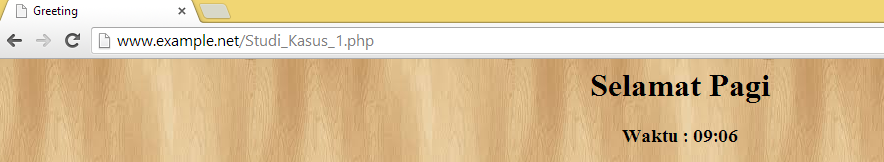 Greeting
www.example.net/Studi_Kasus_1.php
Selamat Pagi
Waktu : 09:06